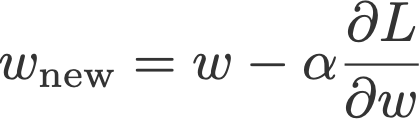 w_new = w − α ∂L/∂w